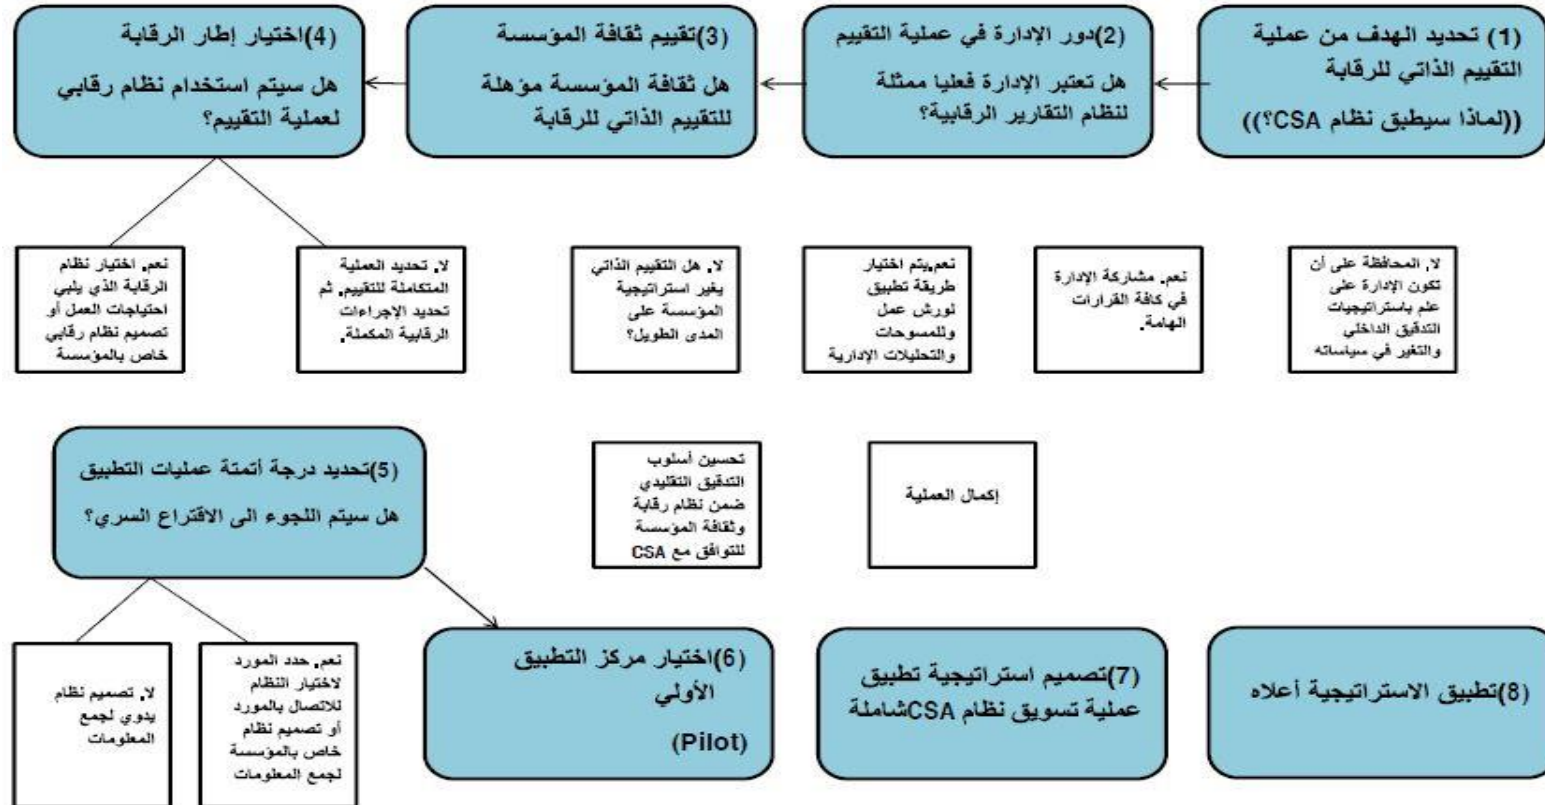 (1) تحديد الهدف من عملية
التقييم الذاتي للرقابة
((لماذا سيطبق نظام CSA؟))
(2)دور الإدارة في عملية التقييم
هل تعتبر الإدارة فعليا ممثلة
لنظام التقارير الرقابية؟
(3)تقييم ثقافة المؤسسة
هل ثقافة المؤسسة مؤهلة
للتقييم الذاتي للرقابة
(4)اختيار إطار الرقابة
هل سيتم استخدام نظام رقابي
لعملية التقييم؟
لا. المحافظة على أن
تكون الإدارة على
علم باستراتيجيات
التدقيق الداخلي
والتغير في سياساته
نعم. مشاركة الإدارة
في كافة القرارات
الهامة.
نعم.يتم اختيار
طريقة تطبيق
لورش عمل
وللمسوحات
والتحليلات الإدارية
لا. هل التقييم الذاتي
يغير استراتيجية
المؤسسة على
المدى الطويل؟
لا. تحديد العملية
المتكاملة للتقييم. ثم
تحديد الإجراءات
الرقابية المكملة.
نعم. اختيار نظام
الرقابة الذي يلبي
احتياجات العمل أو
تصميم نظام رقابي
خاص بالمؤسسة
إكمال العملية
تحسين أسلوب
التدقيق التقليدي
ضمن نظام رقابة
وثقافة المؤسسة
للتوافق مع CSA
(5)تحديد درجة أتمتة عمليات التطبيق
هل سيتم اللجوء الى الاقتراع السري؟
نعم. حدد المورد
لاختيار النظام
للاتصال بالمورد
أو تصميم نظام
خاص بالمؤسسة
لجمع المعلومات
لا. تصميم نظام
يدوي لجمع
المعلومات
(6)اختيار مركز التطبيق
الأولي
(Pilot)
(7)تصميم استراتيجية تطبيق
عملية تسويق نظام CSAشاملة
(8)تطبيق الاستراتيجية أعلاه